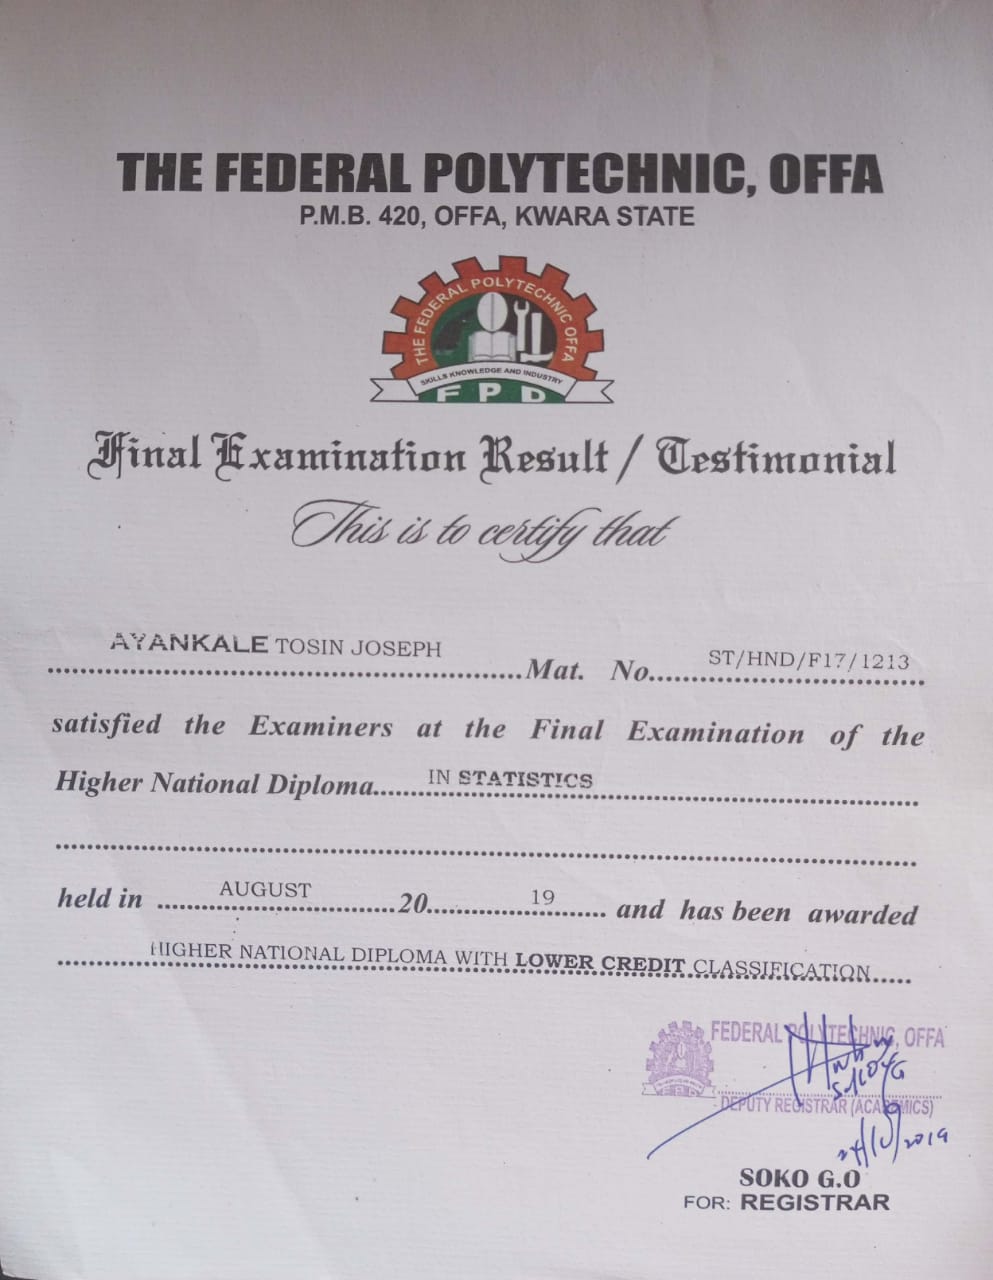 THE FEDERAL POLYTECHNIC, OFFA
P.M.B. 420, OFFA, KWARA STATE
THE FEDERAL POLYTECHNIC OFFA
SKILLS KNOWLEDGE AND INDUSTRY
F P D
Final Examination Result / Testimonial
This is to certify that
AYANKALE TOSIN JOSEPH Mat. No. ST/HND/F17/1213
satisfied the Examiners at the Final Examination of the
Higher National Diploma IN STATISTICS
held in AUGUST 20 19 and has been awarded
HIGHER NATIONAL DIPLOMA WITH LOWER CREDIT CLASSIFICATION
FEDERAL POLYTECHNIC, OFFA
FPD
DEPUTY REGISTRAR (ACADEMICS)
SOKO G.O
FOR: REGISTRAR